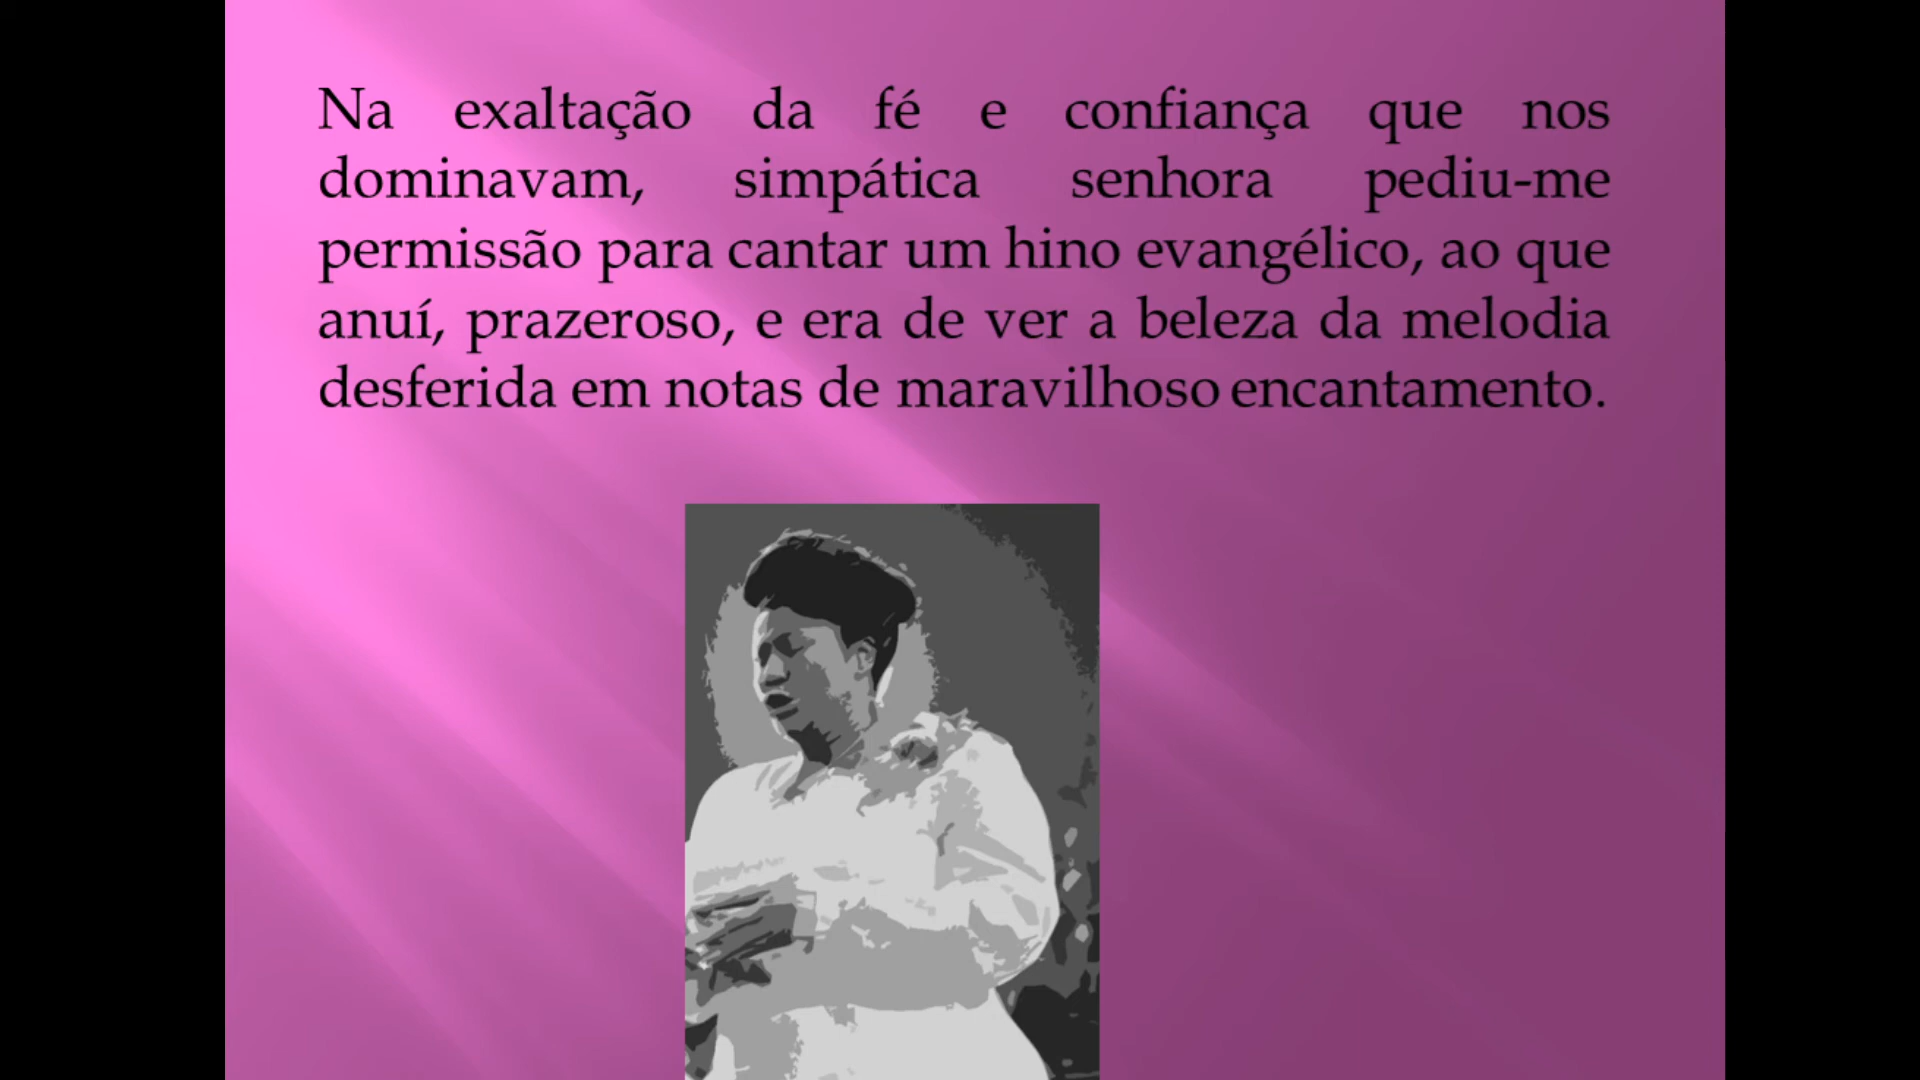 Na exaltação da fé e confiança que nos
dominavam, simpática senhora pediu-me
permissão para cantar um hino evangélico, ao que
anuí, prazeroso, e era de ver a beleza da melodia
desferida em notas de maravilhoso encantamento.